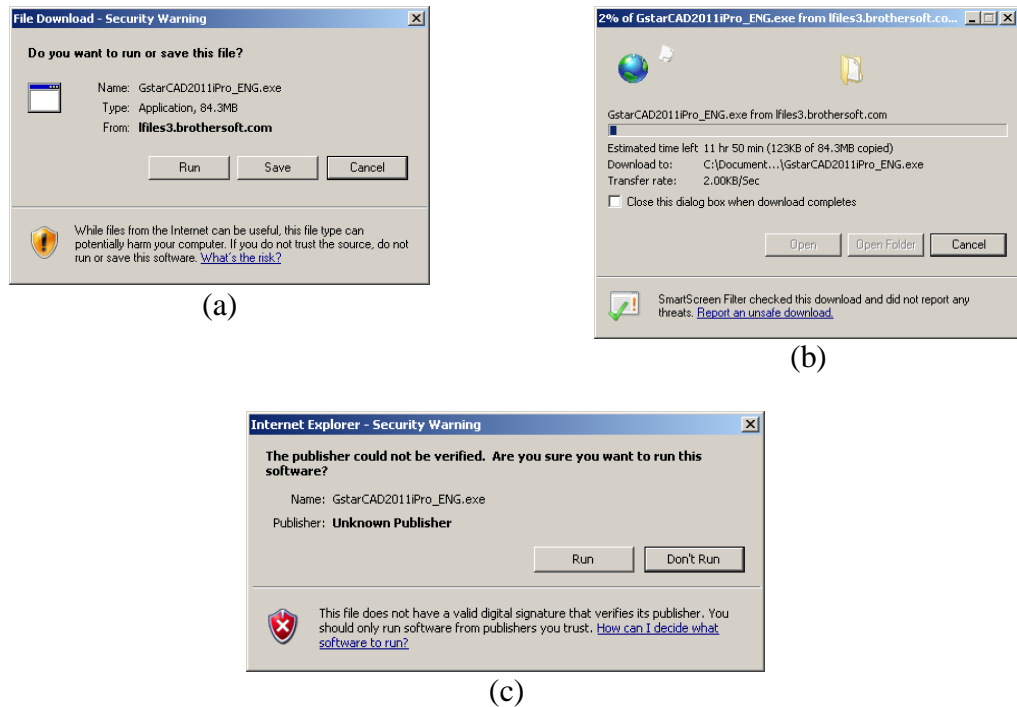 File Download - Security Warning
Do you want to run or save this file?
Name: GstarCAD2011iPro_ENG.exe
Type: Application, 84.3MB
From: lfiles3.brothersoft.com
Run Save Cancel
While files from the Internet can be useful, this file type can
potentially harm your computer. If you do not trust the source, do not
run or save this software. What's the risk?
(a)
2% of GstarCAD2011iPro_ENG.exe from lfiles3.brothersoft.co...
GstarCAD2011iPro_ENG.exe from lfiles3.brothersoft.com
Estimated time left 11 hr 50 min (123KB of 84.3MB copied)
Download to: C:\Document...\GstarCAD2011iPro_ENG.exe
Transfer rate: 2.00KB/Sec
Close this dialog box when download completes
Open Open Folder Cancel
SmartScreen Filter checked this download and did not report any
threats. Report an unsafe download.
(b)
Internet Explorer - Security Warning
The publisher could not be verified. Are you sure you want to run this
software?
Name: GstarCAD2011iPro_ENG.exe
Publisher: Unknown Publisher
Run Don't Run
This file does not have a valid digital signature that verifies its publisher. You
should only run software from publishers you trust. How can I decide what
software to run?
(c)